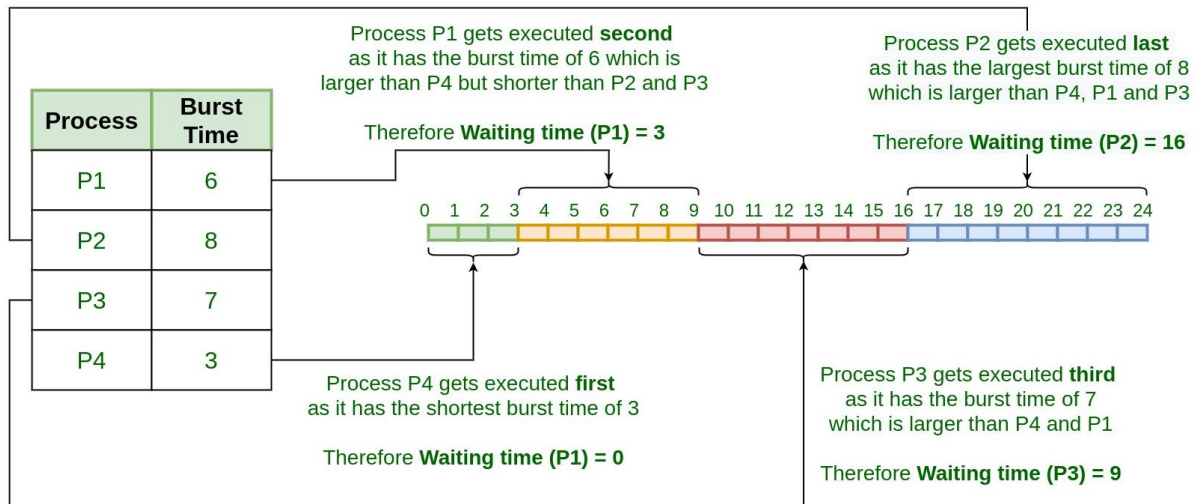 Process P1 gets executed second
as it has the burst time of 6 which is
larger than P4 but shorter than P2 and P3
Therefore Waiting time (P1) = 3
Process P2 gets executed last
as it has the largest burst time of 8
which is larger than P4, P1 and P3
Therefore Waiting time (P2) = 16
Process Burst Time
P1 6
P2 8
P3 7
P4 3
0 1 2 3 4 5 6 7 8 9 10 11 12 13 14 15 16 17 18 19 20 21 22 23 24
Process P4 gets executed first
as it has the shortest burst time of 3
Therefore Waiting time (P1) = 0
Process P3 gets executed third
as it has the burst time of 7
which is larger than P4 and P1
Therefore Waiting time (P3) = 9